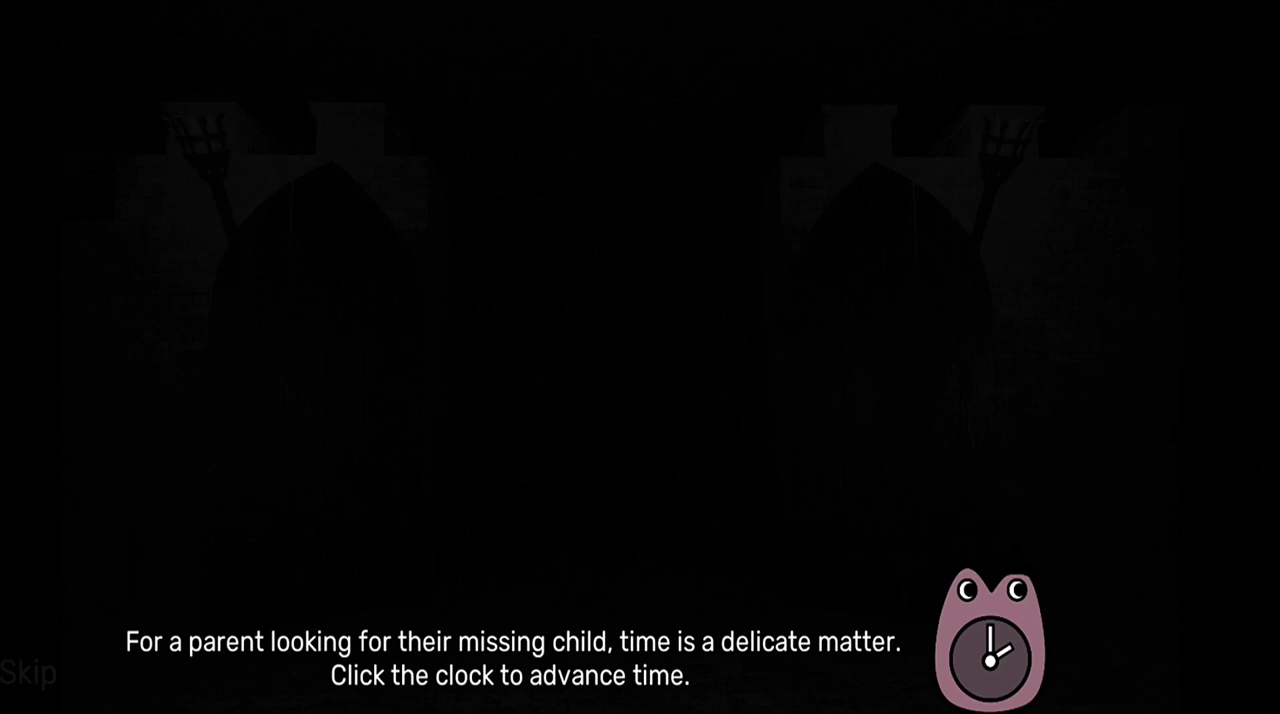 For a parent looking for their missing child, time is a delicate matter.
Click the clock to advance time.
Skip